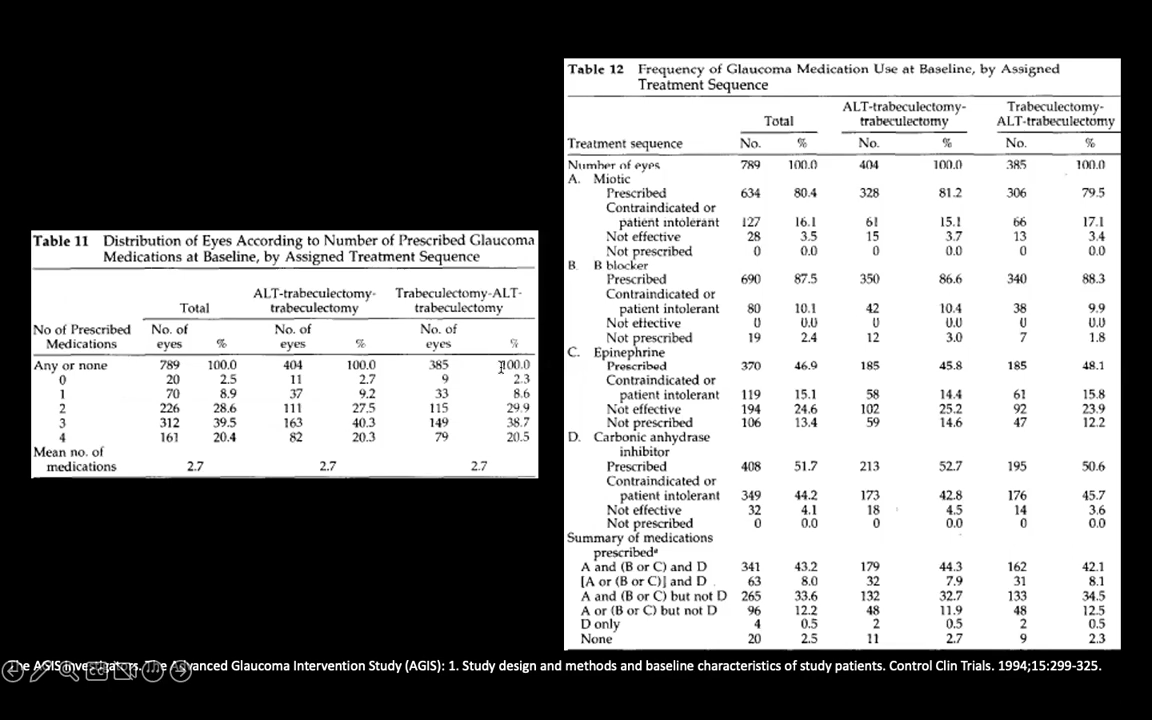 Table 11 Distribution of Eyes According to Number of Prescribed Glaucoma
Medications at Baseline, by Assigned Treatment Sequence
Total
ALT-trabeculectomy-
trabeculectomy
Trabeculectomy-ALT-
trabeculectomy
No of Prescribed
Medications
No. of
eyes
%
No. of
eyes
%
No. of
eyes
%
Any or none 789 100.0 404 100.0 385 100.0
0 20 2.5 11 2.7 9 2.3
1 70 8.9 37 9.2 33 8.6
2 226 28.6 111 27.5 115 29.9
3 312 39.5 163 40.3 149 38.7
4 161 20.4 82 20.3 79 20.5
Mean no. of
medications 2.7 2.7 2.7
Table 12 Frequency of Glaucoma Medication Use at Baseline, by Assigned
Treatment Sequence
Total
ALT-trabeculectomy-
trabeculectomy
Trabeculectomy-
ALT-trabeculectomy
Treatment sequence No. % No. % No. %
Number of eyes 789 100.0 404 100.0 385 100.0
A. Miotic
Prescribed 634 80.4 328 81.2 306 79.5
Contraindicated or
patient intolerant 127 16.1 61 15.1 66 17.1
Not effective 28 3.5 15 3.7 13 3.4
Not prescribed 0 0.0 0 0.0 0 0.0
B. B blocker
Prescribed 690 87.5 350 86.6 340 88.3
Contraindicated or
patient intolerant 80 10.1 42 10.4 38 9.9
Not effective 0 0.0 0 0.0 0 0.0
Not prescribed 19 2.4 12 3.0 7 1.8
C. Epinephrine
Prescribed 370 46.9 185 45.8 185 48.1
Contraindicated or
patient intolerant 119 15.1 58 14.4 61 15.8
Not effective 194 24.6 102 25.2 92 23.9
Not prescribed 106 13.4 59 14.6 47 12.2
D. Carbonic anhydrase
inhibitor
Prescribed 408 51.7 213 52.7 195 50.6
Contraindicated or
patient intolerant 349 44.2 173 42.8 176 45.7
Not effective 32 4.1 18 4.5 14 3.6
Not prescribed 0 0.0 0 0.0 0 0.0
Summary of medications
prescribedᵃ
A and (B or C) and D 341 43.2 179 44.3 162 42.1
[A or (B or C)] and D 63 8.0 32 7.9 31 8.1
A and (B or C) but not D 265 33.6 132 32.7 133 34.5
A or (B or C) but not D 96 12.2 48 11.9 48 12.5
D only 4 0.5 2 0.5 2 0.5
None 20 2.5 11 2.7 9 2.3
The AGIS Investigators. The Advanced Glaucoma Intervention Study (AGIS): 1. Study design and methods and baseline characteristics of study patients. Control Clin Trials. 1994;15:299-325.